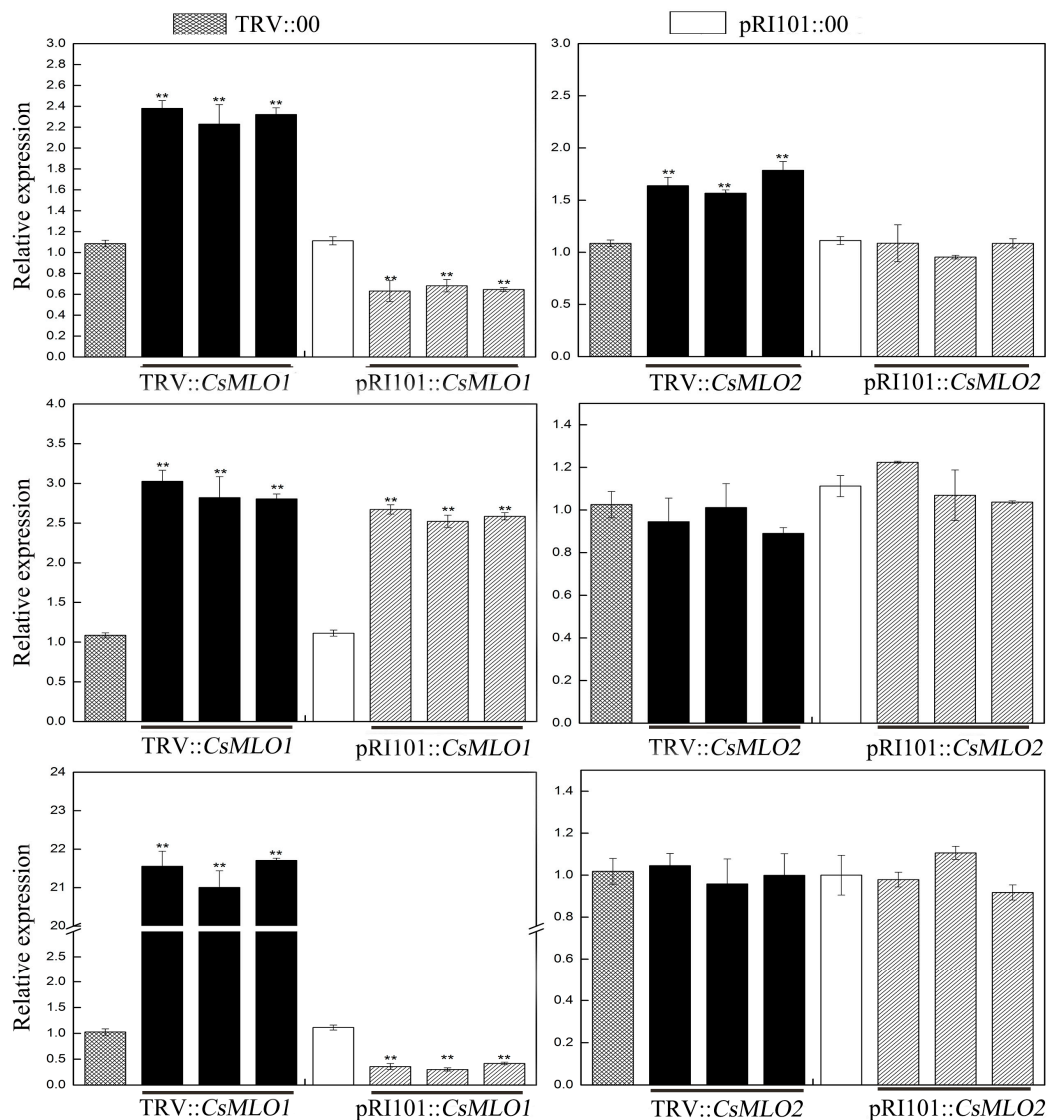 TRV::00 pRI101::00
3.0 3.0
2.8
2.6
2.4 ** ** ** 2.5
2.2
2.0 2.0
1.8 ** ** **
1.6
1.4 1.5
1.2
1.0 1.0
0.8 ** ** **
0.6
0.4 0.5
0.2
0.0 0.0
Relative expression
TRV::CsMLO1 pRI101::CsMLO1 TRV::CsMLO2 pRI101::CsMLO2
4.0 1.4
3.5 1.2
3.0 ** ** ** 1.0
2.5 ** ** ** 0.8
2.0 0.6
1.5 0.4
1.0 0.2
0.5 0.0
0.0
Relative expression
TRV::CsMLO1 pRI101::CsMLO1 TRV::CsMLO2 pRI101::CsMLO2
24 1.4
23 1.2
22 ** ** ** 1.0
21 0.8
20 0.6
2.0 0.4
1.5 0.2
1.0 0.0
0.5 ** ** **
0.0
Relative expression
TRV::CsMLO1 pRI101::CsMLO1 TRV::CsMLO2 pRI101::CsMLO2